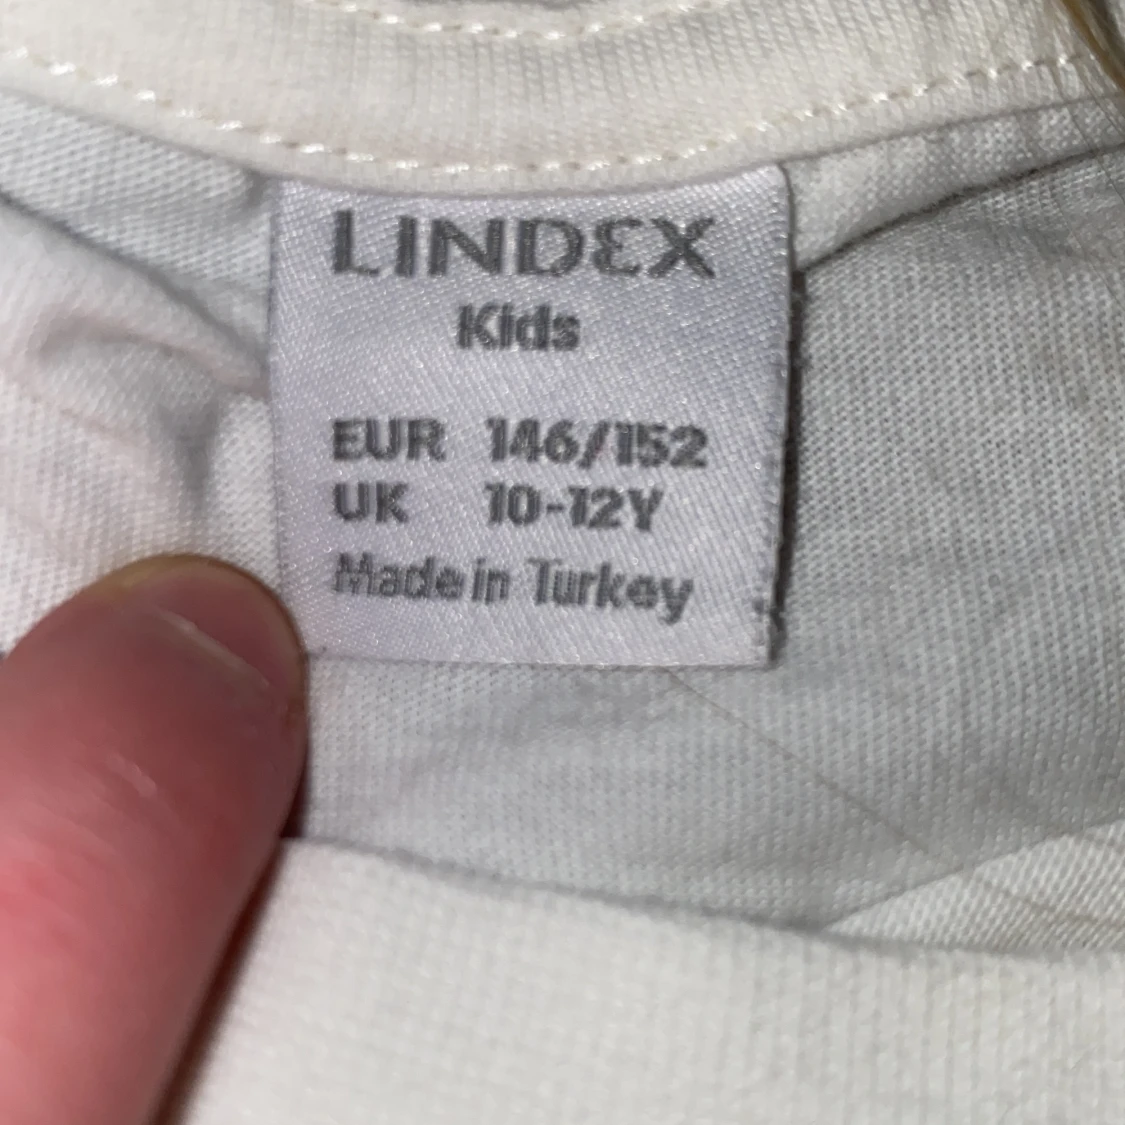 LINDEX
Kids
EUR 146/152
UK 10-12Y
Made in Turkey